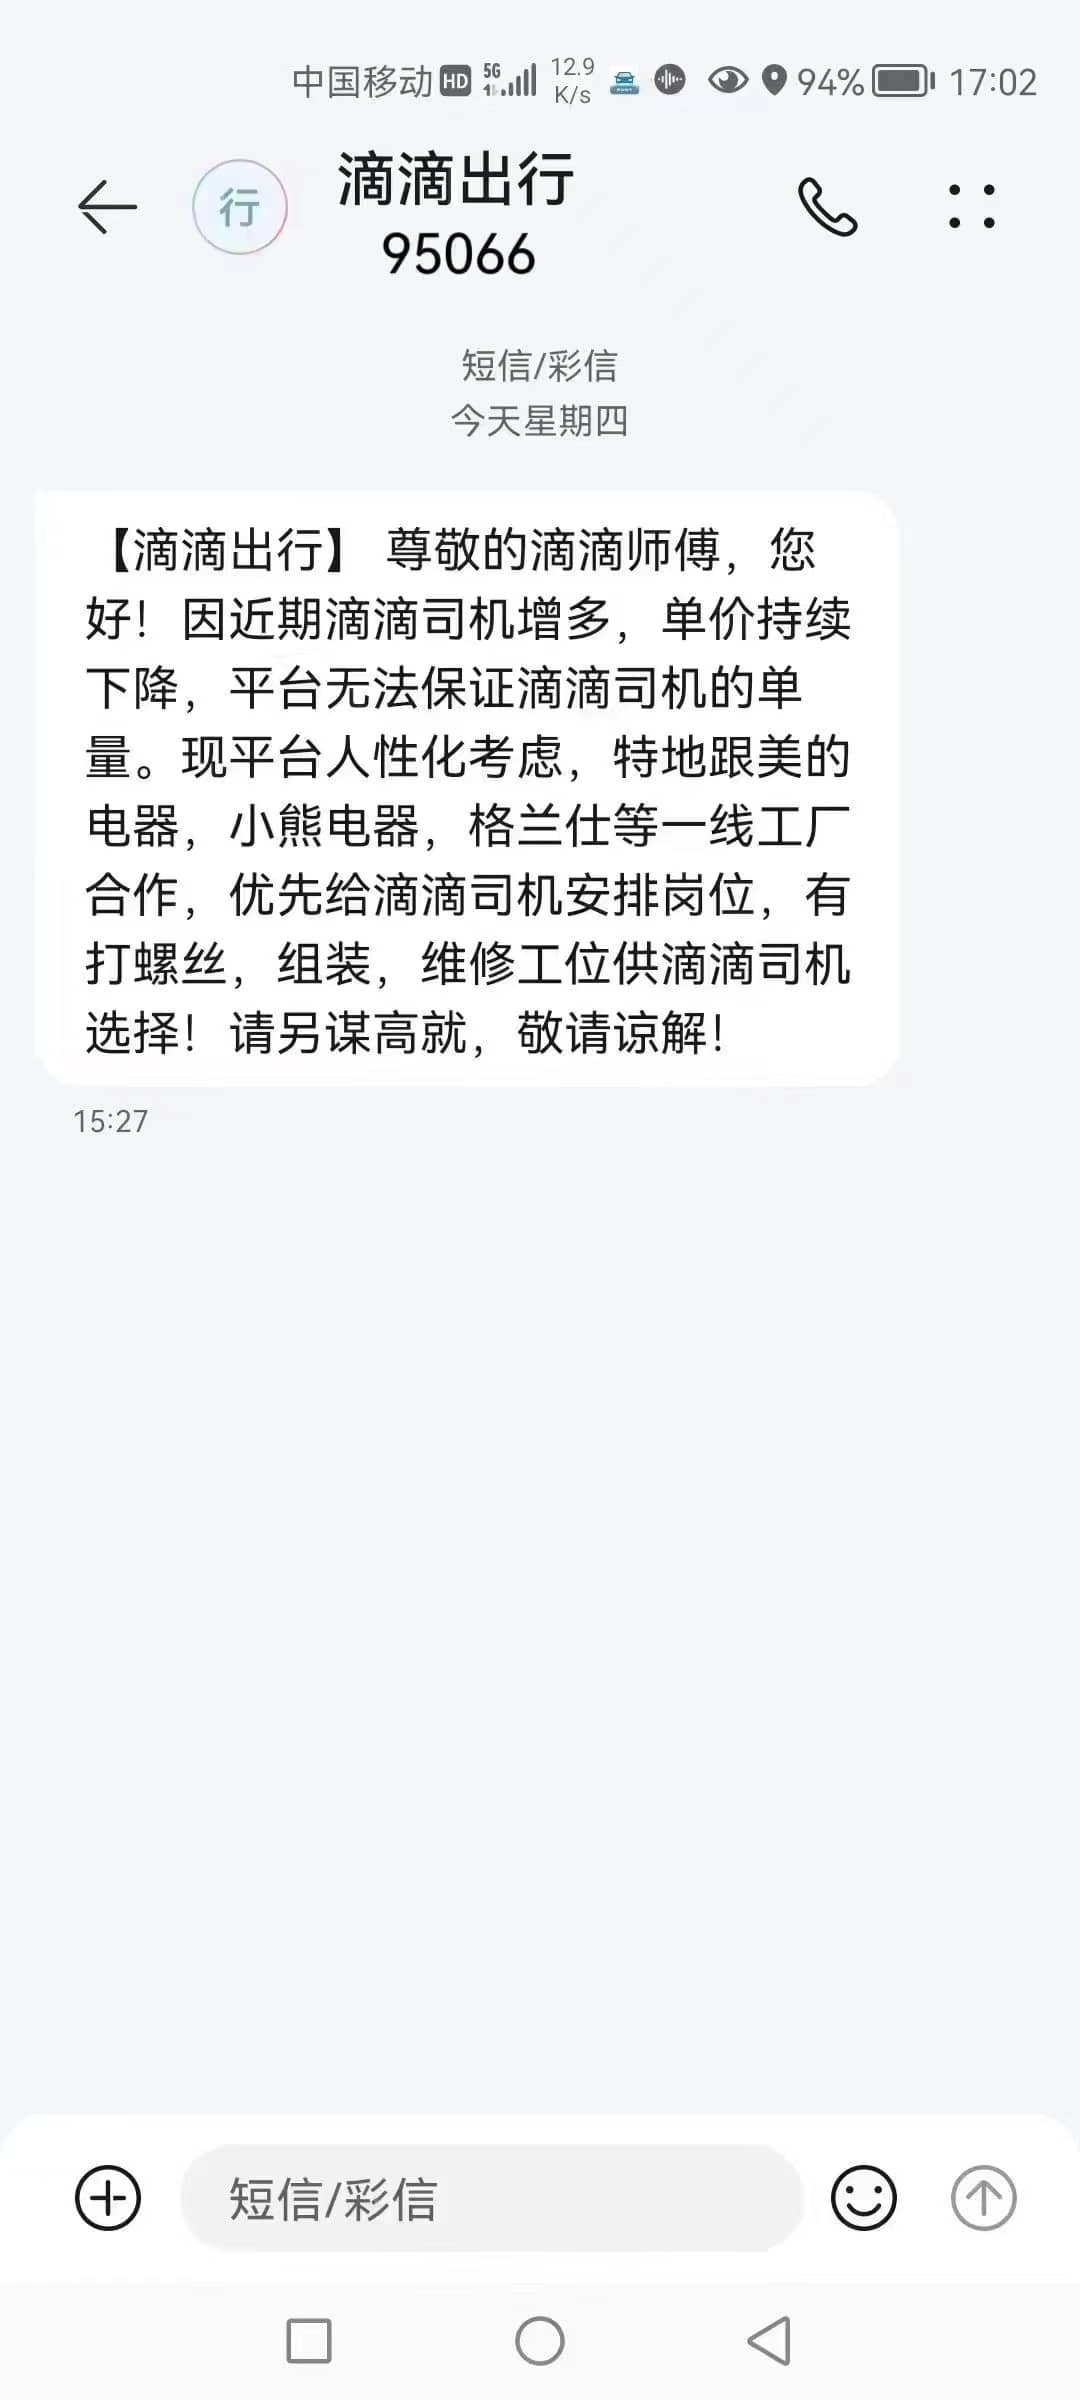 中国移动 HD 5G 12.9 K/s 94% 17:02
行
滴滴出行
95066
短信/彩信
今天星期四
【滴滴出行】 尊敬的滴滴师傅，您
好！因近期滴滴司机增多，单价持续
下降，平台无法保证滴滴司机的单
量。现平台人性化考虑，特地跟美的
电器，小熊电器，格兰仕等一线工厂
合作，优先给滴滴司机安排岗位，有
打螺丝，组装，维修工位供滴滴司机
选择！请另谋高就，敬请谅解！
15:27
短信/彩信